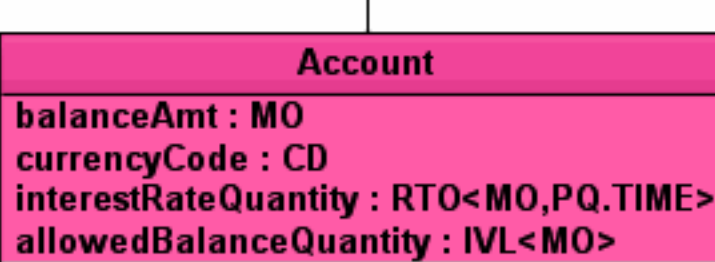 Account
balanceAmt : MO
currencyCode : CD
interestRateQuantity : RTO<MO,PQ.TIME>
allowedBalanceQuantity : IVL<MO>